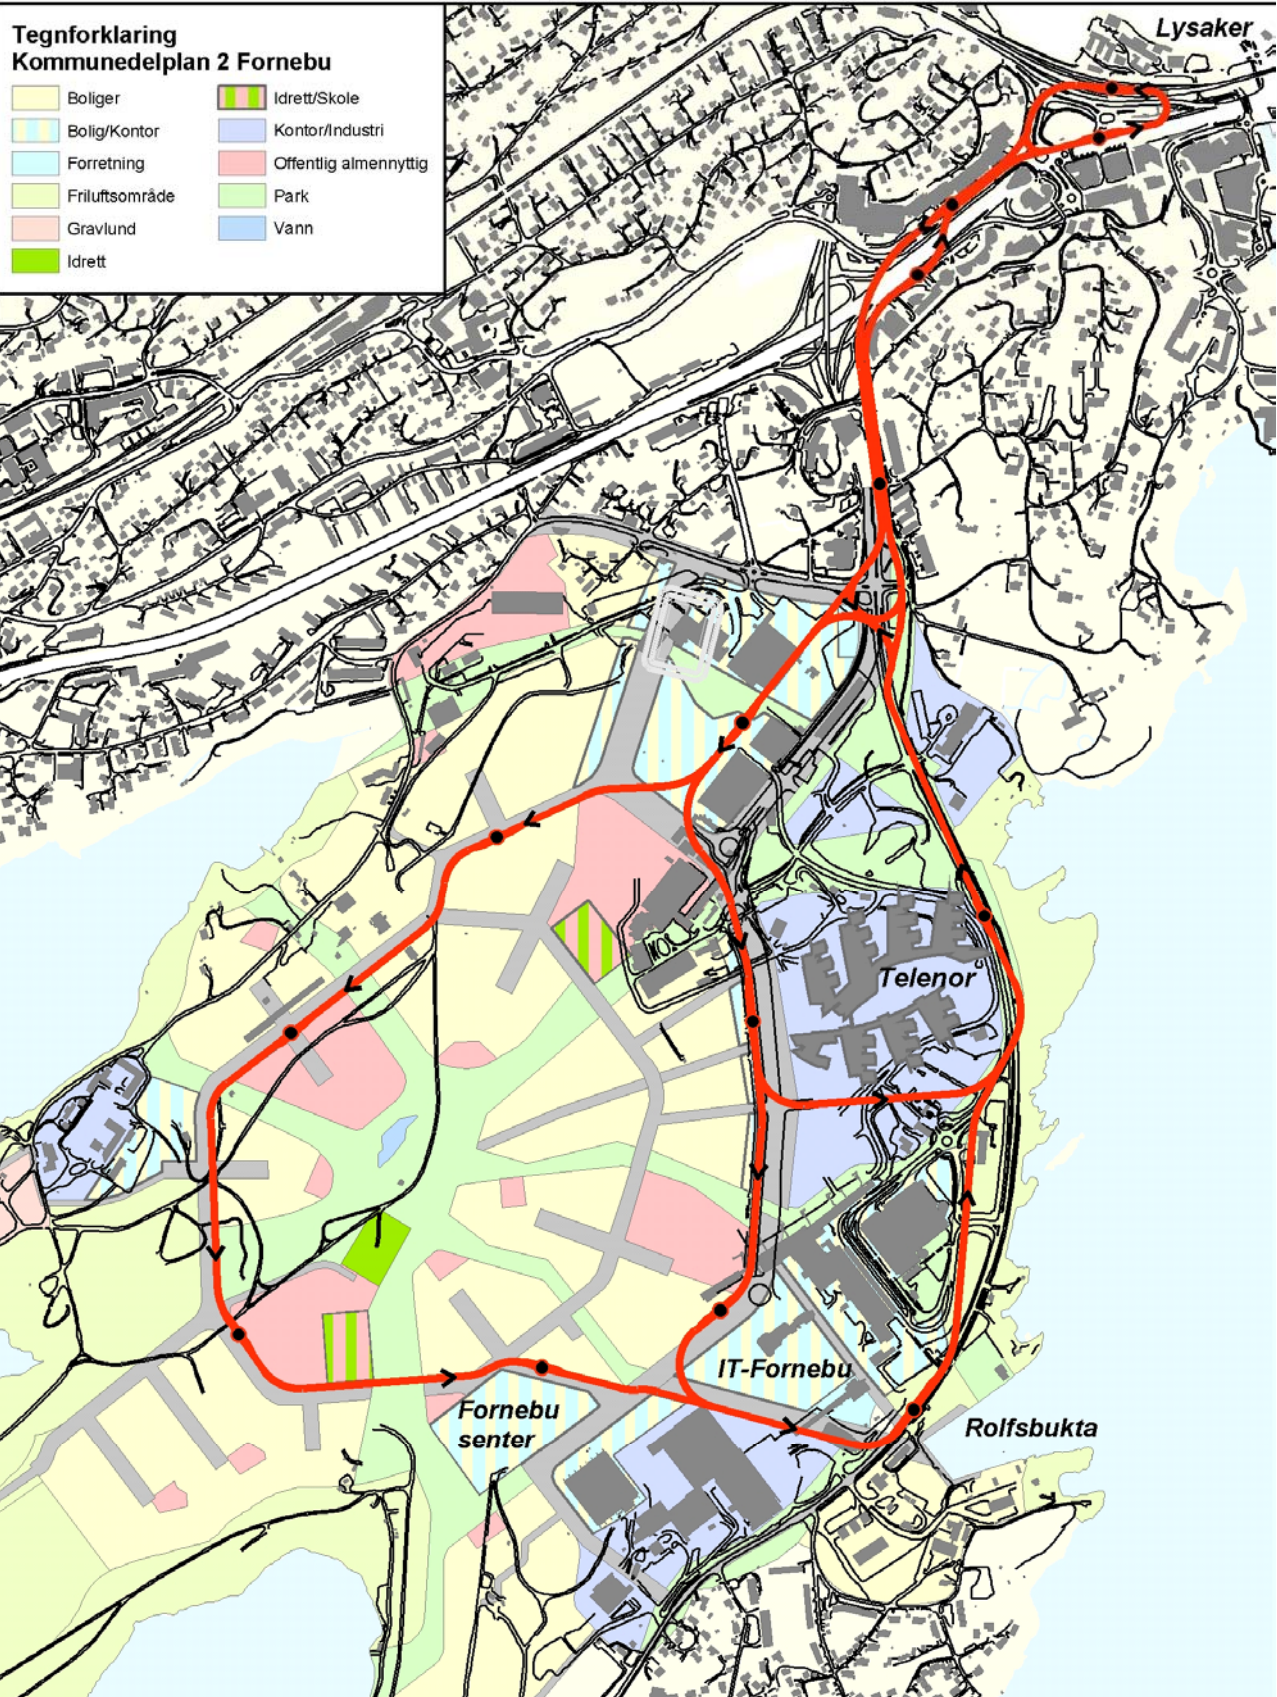 Tegnforklaring
Kommunedelplan 2 Fornebu
Boliger
Bolig/Kontor
Forretning
Friluftsområde
Gravlund
Idrett
Idrett/Skole
Kontor/Industri
Offentlig almennyttig
Park
Vann
Lysaker
Telenor
IT-Fornebu
Fornebu
senter
Rolfsbukta